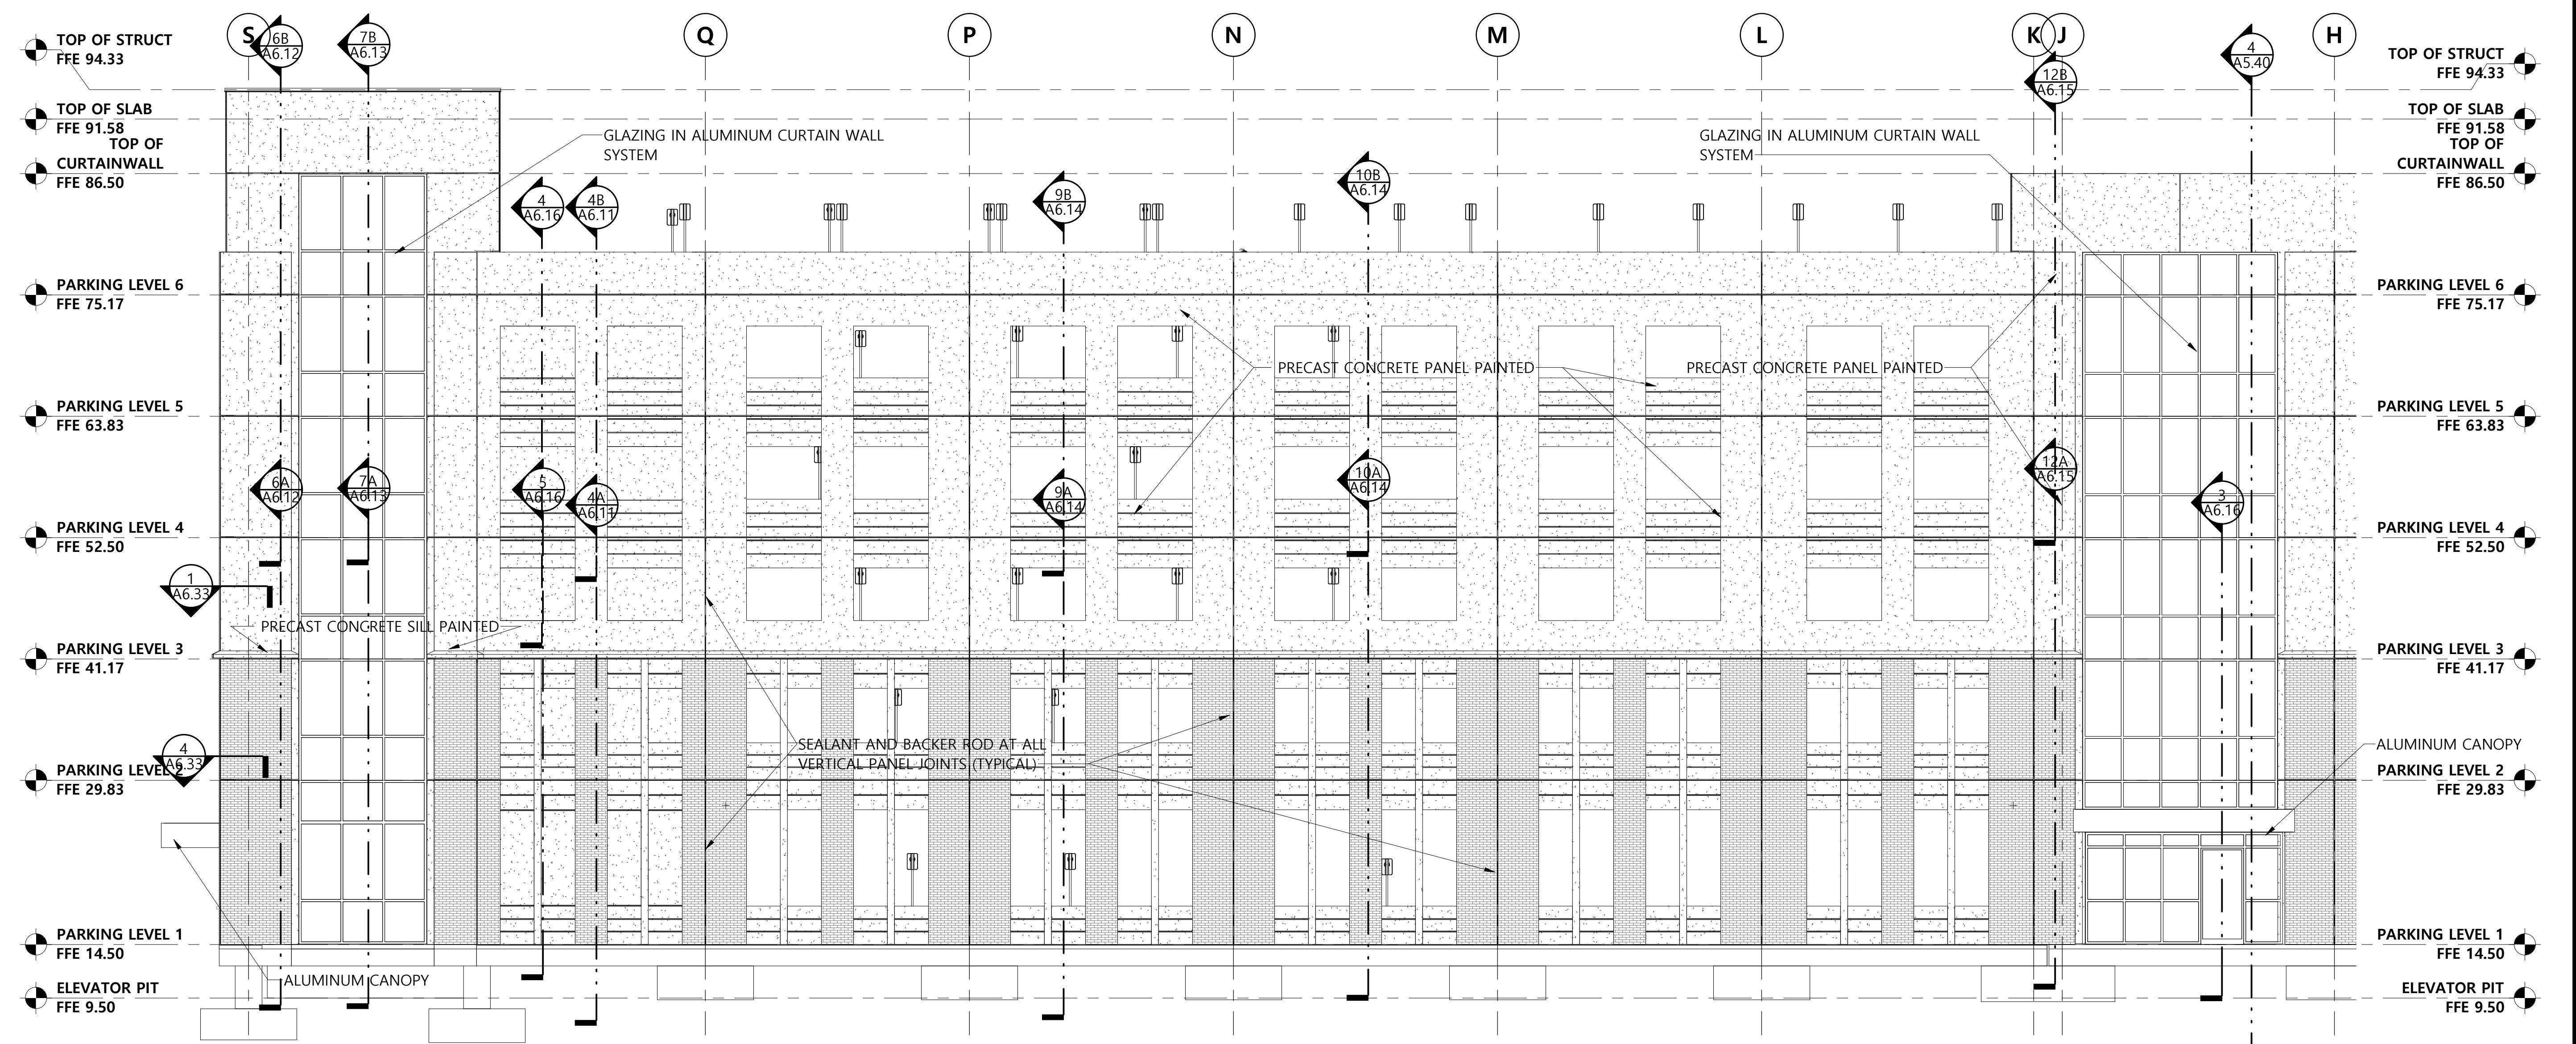 S
Q
P
N
M
L
K
J
H
6B
A6.12
7B
A6.13
12B
A6.15
4
A5.40
TOP OF STRUCT
FFE 94.33
TOP OF SLAB
FFE 91.58
TOP OF
CURTAINWALL
FFE 86.50
PARKING LEVEL 6
FFE 75.17
PARKING LEVEL 5
FFE 63.83
PARKING LEVEL 4
FFE 52.50
PARKING LEVEL 3
FFE 41.17
PARKING LEVEL 2
FFE 29.83
PARKING LEVEL 1
FFE 14.50
ELEVATOR PIT
FFE 9.50
GLAZING IN ALUMINUM CURTAIN WALL
SYSTEM
GLAZING IN ALUMINUM CURTAIN WALL
SYSTEM
4
A6.16
4B
A6.11
9B
A6.14
10B
A6.14
PRECAST CONCRETE PANEL PAINTED
PRECAST CONCRETE PANEL PAINTED
6A
A6.12
7A
A6.13
5
A6.16
4A
A6.11
9A
A6.14
10A
A6.14
12A
A6.15
3
A6.16
1
A6.33
PRECAST CONCRETE SILL PAINTED
4
A6.33
SEALANT AND BACKER ROD AT ALL
VERTICAL PANEL JOINTS (TYPICAL)
ALUMINUM CANOPY
ALUMINUM CANOPY
TOP OF STRUCT
FFE 94.33
TOP OF SLAB
FFE 91.58
TOP OF
CURTAINWALL
FFE 86.50
PARKING LEVEL 6
FFE 75.17
PARKING LEVEL 5
FFE 63.83
PARKING LEVEL 4
FFE 52.50
PARKING LEVEL 3
FFE 41.17
PARKING LEVEL 2
FFE 29.83
PARKING LEVEL 1
FFE 14.50
ELEVATOR PIT
FFE 9.50